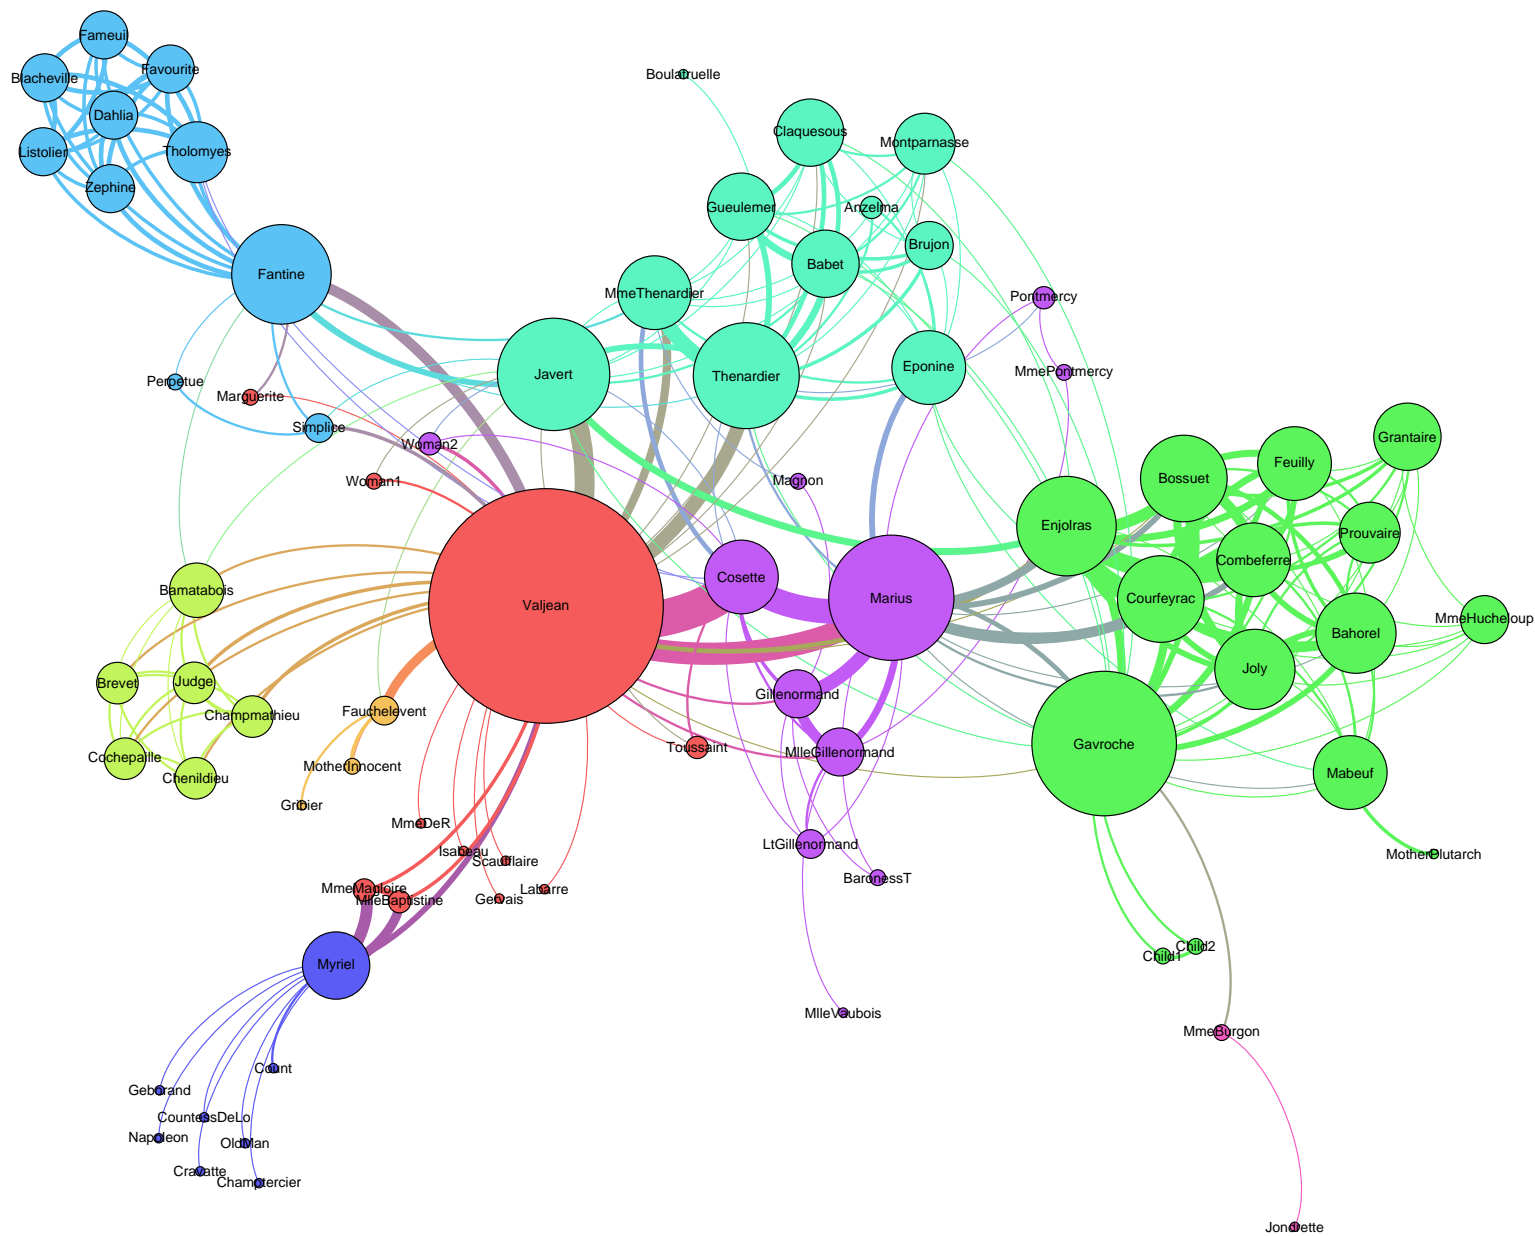 Fameuil
Favourite
Blacheville
Boulatruelle
Dahlia
Claquesous
Montparnasse
Listolier
Tholomyes
Zephine
Gueulemer
Anzelma
Brujon
Babet
Fantine
MmeThenardier
Pontmercy
Javert
Thenardier
Eponine
MmePontmercy
Perpetue
Marguerite
Simplice
Woman2
Grantaire
Feuilly
Bossuet
Woman1
Magnon
Enjolras
Prouvaire
Combeferre
Cosette
Bamatabois
Valjean
Marius
Courfeyrac
MmeHucheloup
Bahorel
Joly
Brevet
Judge
Gillenormand
Champmathieu
Fauchelevent
Toussaint
MlleGillenormand
Gavroche
Cochepaille
MotherInnocent
Chenildieu
Mabeuf
Gribier
MmeDeR
LtGillenormand
Isabeau
Scaufflaire
MotherPlutarch
BaronessT
MmeMagloire
Labarre
MlleBaptistine
Gervais
Child2
Child1
Myriel
MlleVaubois
MmeBurgon
Count
Geborand
CountessDeLo
Napoleon
OldMan
Cravatte
Champtercier
Jondrette